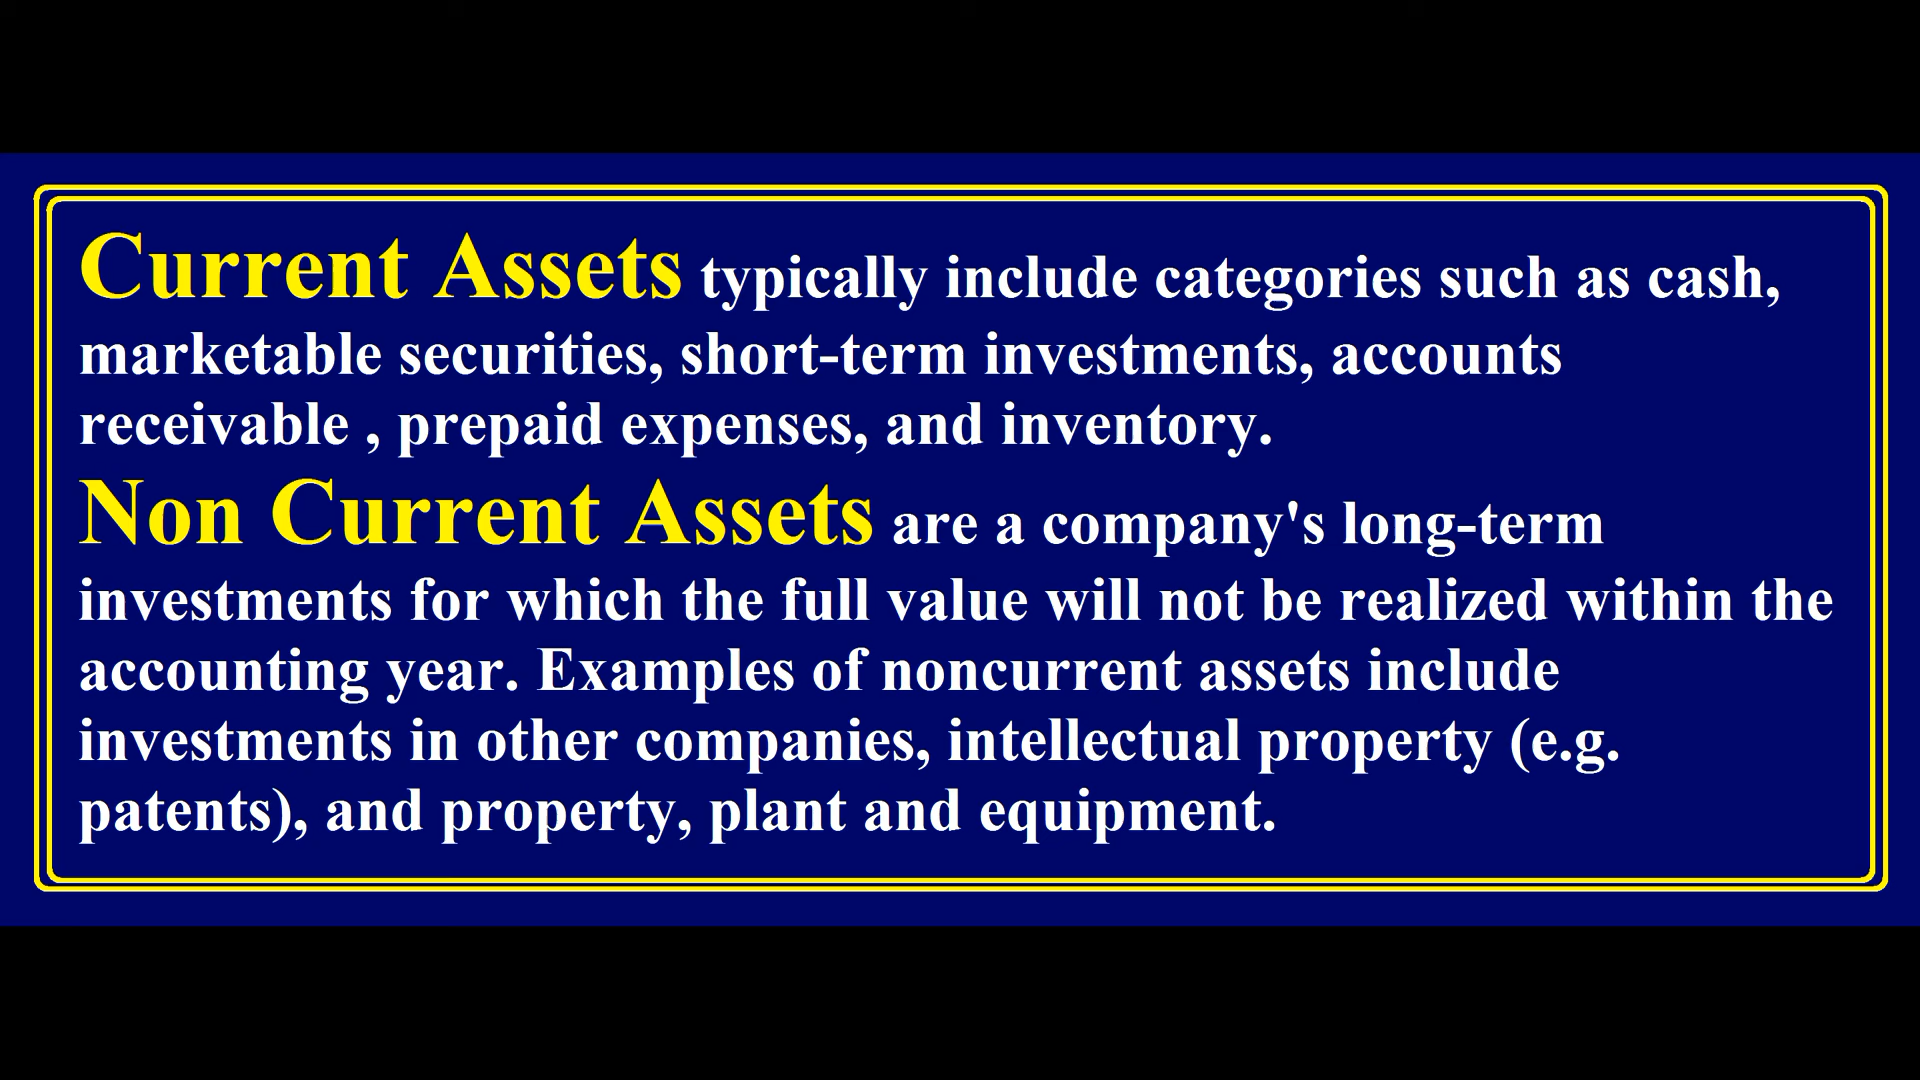 Current Assets typically include categories such as cash,
marketable securities, short-term investments, accounts
receivable , prepaid expenses, and inventory.
Non Current Assets are a company's long-term
investments for which the full value will not be realized within the
accounting year. Examples of noncurrent assets include
investments in other companies, intellectual property (e.g.
patents), and property, plant and equipment.